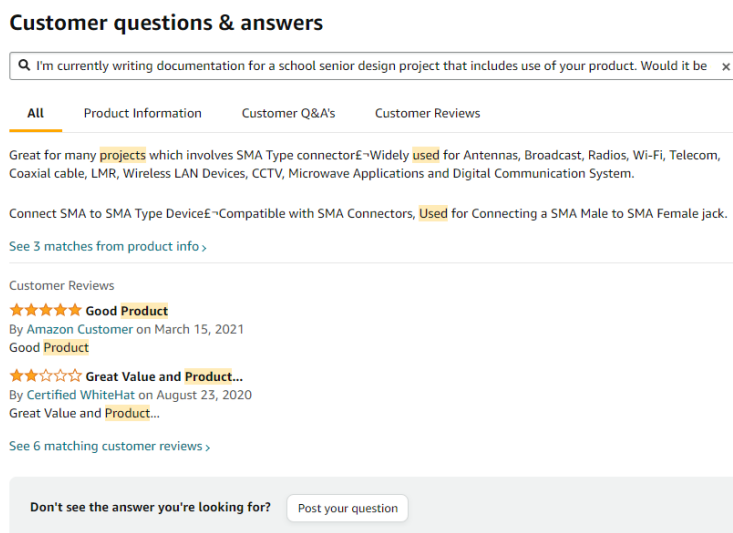 Customer questions & answers
I'm currently writing documentation for a school senior design project that includes use of your product. Would it be
All Product Information Customer Q&A's Customer Reviews
Great for many projects which involves SMA Type connector£¬Widely used for Antennas, Broadcast, Radios, Wi-Fi, Telecom,
Coaxial cable, LMR, Wireless LAN Devices, CCTV, Microwave Applications and Digital Communication System.
Connect SMA to SMA Type Device£¬Compatible with SMA Connectors, Used for Connecting a SMA Male to SMA Female jack.
See 3 matches from product info ›
Customer Reviews
Good Product
By Amazon Customer on March 15, 2021
Good Product
Great Value and Product...
By Certified WhiteHat on August 23, 2020
Great Value and Product...
See 6 matching customer reviews ›
Don't see the answer you're looking for? Post your question